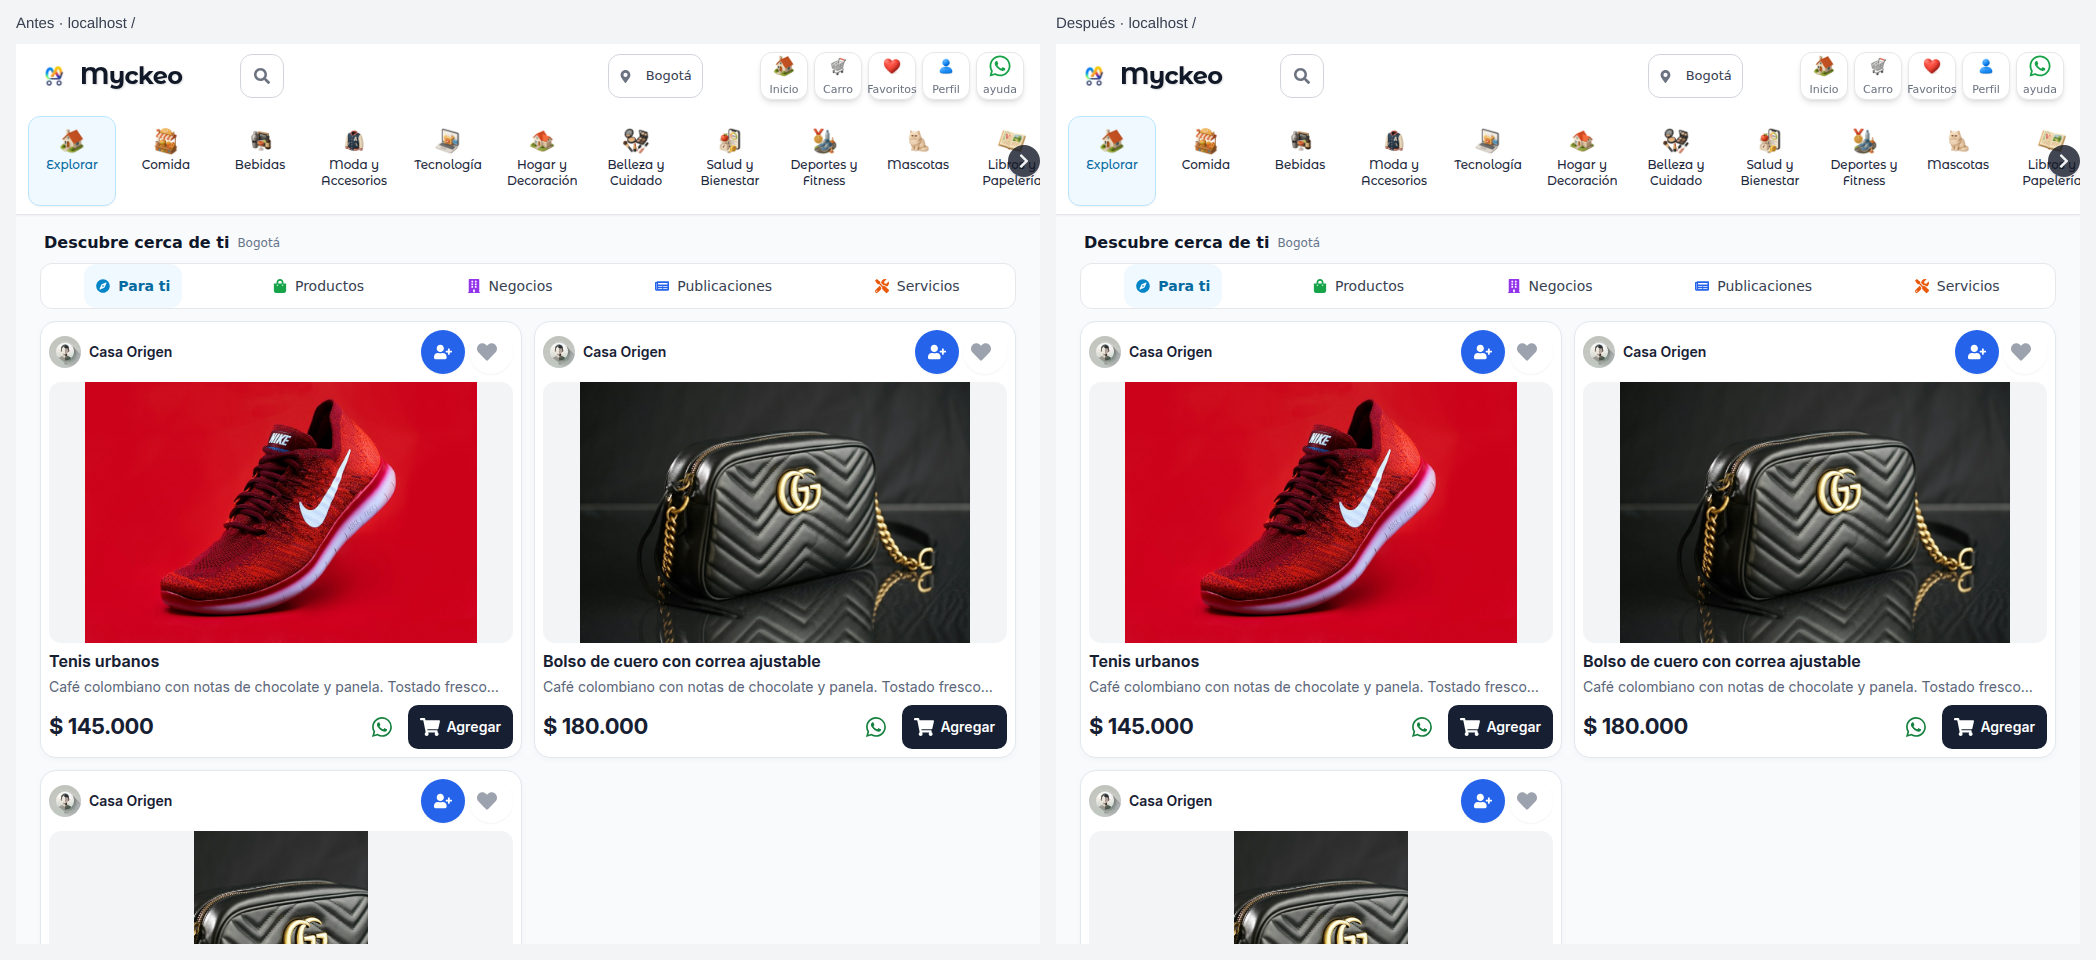 Antes · localhost /
Myckeo
Bogotá
Inicio
Carro
Favoritos
Perfil
ayuda
Explorar
Comida
Bebidas
Moda y
Accesorios
Tecnología
Hogar y
Decoración
Belleza y
Cuidado
Salud y
Bienestar
Deportes y
Fitness
Mascotas
Papelería
Descubre cerca de ti Bogotá
Para ti
Productos
Negocios
Publicaciones
Servicios
Casa Origen
Casa Origen
NIKE
Tenis urbanos
Bolso de cuero con correa ajustable
Café colombiano con notas de chocolate y panela. Tostado fresco...
Café colombiano con notas de chocolate y panela. Tostado fresco...
$ 145.000
Agregar
$ 180.000
Agregar
Casa Origen
Después · localhost /
Myckeo
Bogotá
Inicio
Carro
Favoritos
Perfil
ayuda
Explorar
Comida
Bebidas
Moda y
Accesorios
Tecnología
Hogar y
Decoración
Belleza y
Cuidado
Salud y
Bienestar
Deportes y
Fitness
Mascotas
Papelería
Descubre cerca de ti Bogotá
Para ti
Productos
Negocios
Publicaciones
Servicios
Casa Origen
Casa Origen
NIKE
Tenis urbanos
Bolso de cuero con correa ajustable
Café colombiano con notas de chocolate y panela. Tostado fresco...
Café colombiano con notas de chocolate y panela. Tostado fresco...
$ 145.000
Agregar
$ 180.000
Agregar
Casa Origen